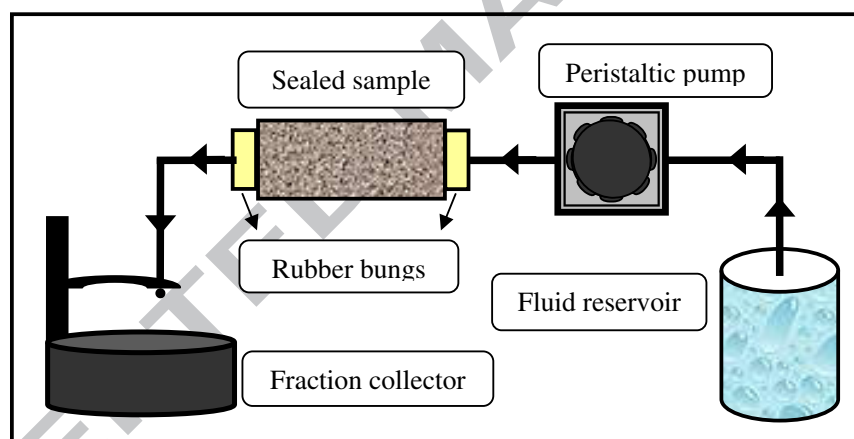 Sealed sample
Peristaltic pump
Rubber bungs
Fluid reservoir
Fraction collector